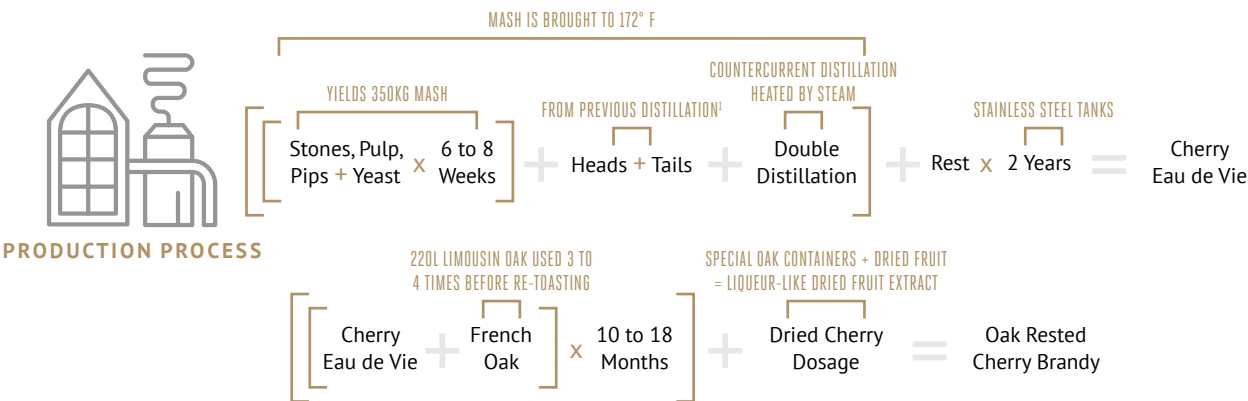 MASH IS BROUGHT TO 172° F
COUNTERCURRENT DISTILLATION
HEATED BY STEAM
YIELDS 350KG MASH
FROM PREVIOUS DISTILLATION¹
STAINLESS STEEL TANKS
Stones, Pulp,
Pips + Yeast
x
6 to 8
Weeks
+
Heads + Tails
+
Double
Distillation
+
Rest x 2 Years
=
Cherry
Eau de Vie
PRODUCTION PROCESS
220L LIMOUSIN OAK USED 3 TO
4 TIMES BEFORE RE-TOASTING
SPECIAL OAK CONTAINERS + DRIED FRUIT
= LIQUEUR-LIKE DRIED FRUIT EXTRACT
Cherry
Eau de Vie
+
French
Oak
x
10 to 18
Months
+
Dried Cherry
Dosage
=
Oak Rested
Cherry Brandy